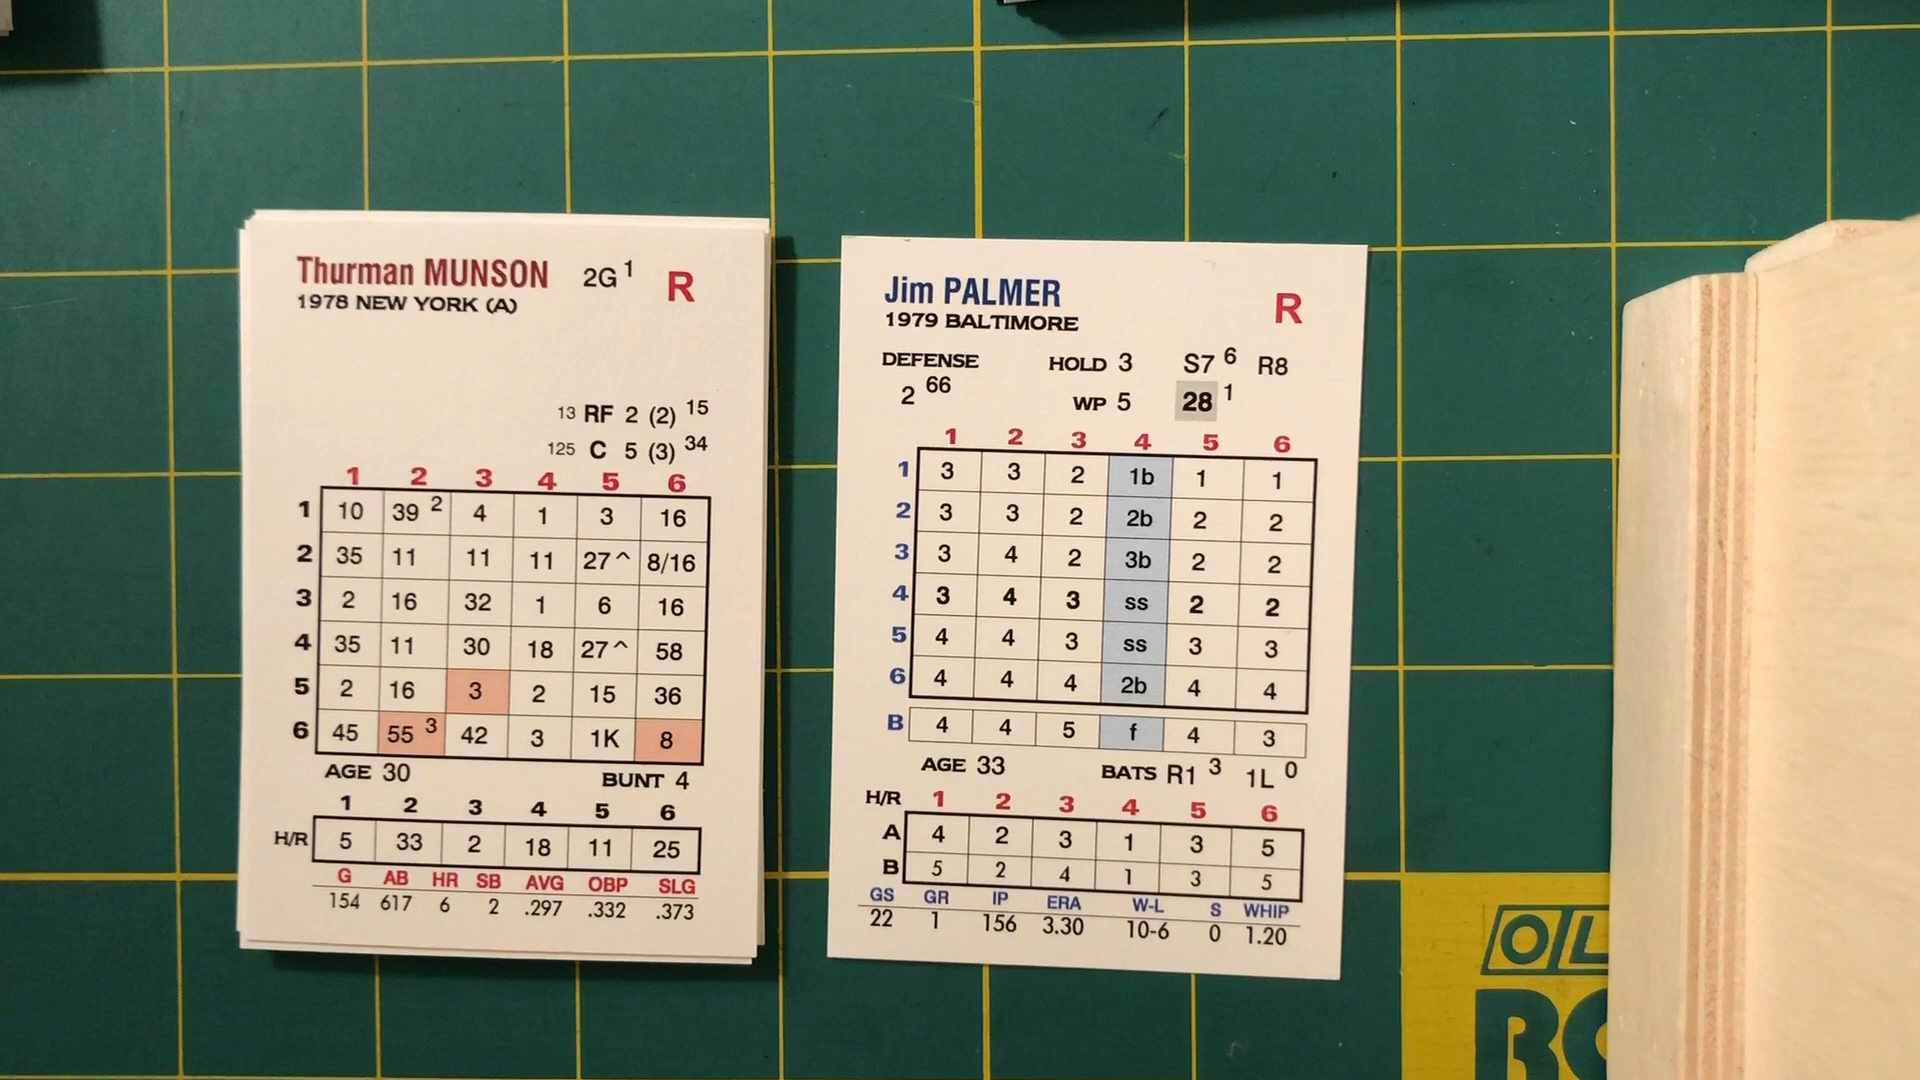 Thurman MUNSON 2G 1 R
1978 NEW YORK (A)
13 RF 2 (2) 15
125 C 5 (3) 34
1 2 3 4 5 6
1 10 39 2 4 1 3 16
2 35 11 11 11 27^ 8/16
3 2 16 32 1 6 16
4 35 11 30 18 27^ 58
5 2 16 3 2 15 36
6 45 55 3 42 3 1K 8
AGE 30 BUNT 4
1 2 3 4 5 6
H/R 5 33 2 18 11 25
G AB HR SB AVG OBP SLG
154 617 6 2 .297 .332 .373
Jim PALMER R
1979 BALTIMORE
DEFENSE HOLD 3 S7 6 R8
2 66 WP 5 28 1
1 2 3 4 5 6
1 3 3 2 1b 1 1
2 3 3 2 2b 2 2
3 3 4 2 3b 2 2
4 3 4 3 ss 2 2
5 4 4 3 ss 3 3
6 4 4 4 2b 4 4
B 4 4 5 f 4 3
AGE 33 BATS R1 3 1L 0
H/R 1 2 3 4 5 6
A 4 2 3 1 3 5
B 5 2 4 1 3 5
GS GR IP ERA W-L S WHIP
22 1 156 3.30 10-6 0 1.20
OL